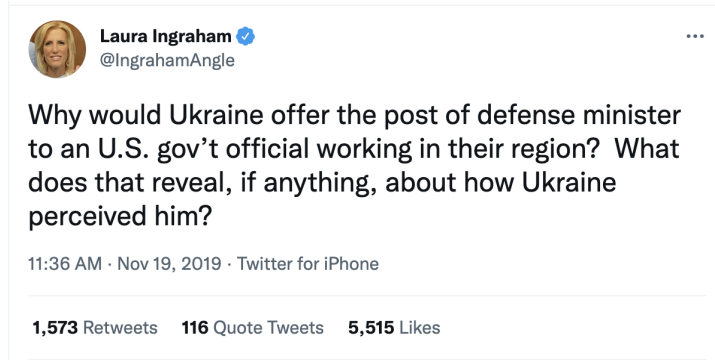 Laura Ingraham
@IngrahamAngle
Why would Ukraine offer the post of defense minister
to an U.S. gov’t official working in their region?  What
does that reveal, if anything, about how Ukraine
perceived him?
11:36 AM · Nov 19, 2019 · Twitter for iPhone
1,573 Retweets 116 Quote Tweets 5,515 Likes